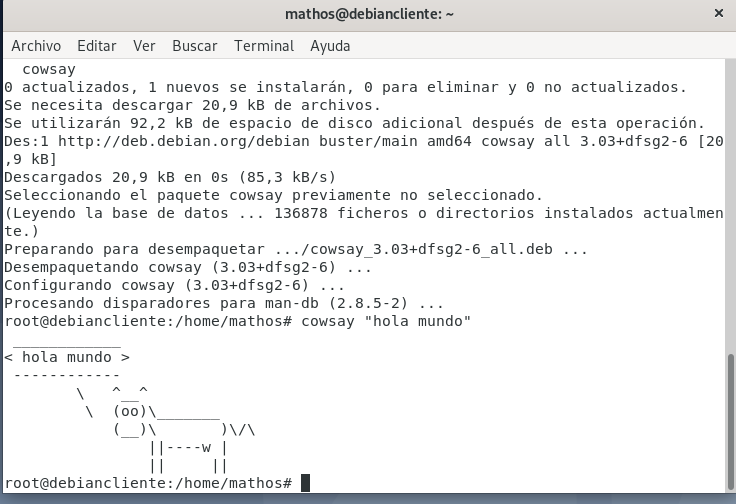 mathos@debiancliente: ~
×
Archivo Editar Ver Buscar Terminal Ayuda
  cowsay
0 actualizados, 1 nuevos se instalarán, 0 para eliminar y 0 no actualizados.
Se necesita descargar 20,9 kB de archivos.
Se utilizarán 92,2 kB de espacio de disco adicional después de esta operación.
Des:1 http://deb.debian.org/debian buster/main amd64 cowsay all 3.03+dfsg2-6 [20
,9 kB]
Descargados 20,9 kB en 0s (85,3 kB/s)
Seleccionando el paquete cowsay previamente no seleccionado.
(Leyendo la base de datos ... 136878 ficheros o directorios instalados actualmen
te.)
Preparando para desempaquetar .../cowsay_3.03+dfsg2-6_all.deb ...
Desempaquetando cowsay (3.03+dfsg2-6) ...
Configurando cowsay (3.03+dfsg2-6) ...
Procesando disparadores para man-db (2.8.5-2) ...
root@debiancliente:/home/mathos# cowsay "hola mundo"
 ____________
< hola mundo >
 ------------
        \   ^__^
         \  (oo)\_______
            (__)\       )\/\
                ||----w |
                ||     ||
root@debiancliente:/home/mathos#